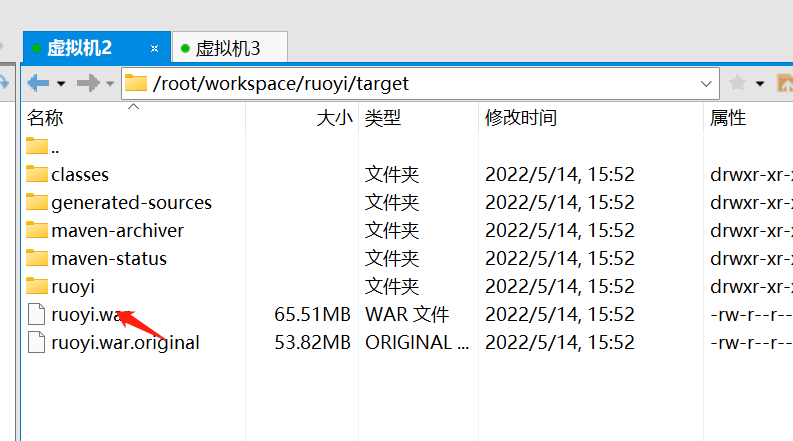 虚拟机2 × 虚拟机3
/root/workspace/ruoyi/target
名称 大小 类型 修改时间 属性
..
classes 文件夹 2022/5/14, 15:52 drwxr-xr-x
generated-sources 文件夹 2022/5/14, 15:52 drwxr-xr-x
maven-archiver 文件夹 2022/5/14, 15:52 drwxr-xr-x
maven-status 文件夹 2022/5/14, 15:52 drwxr-xr-x
ruoyi 文件夹 2022/5/14, 15:52 drwxr-xr-x
ruoyi.war 65.51MB WAR 文件 2022/5/14, 15:52 -rw-r--r--
ruoyi.war.original 53.82MB ORIGINAL ... 2022/5/14, 15:52 -rw-r--r--